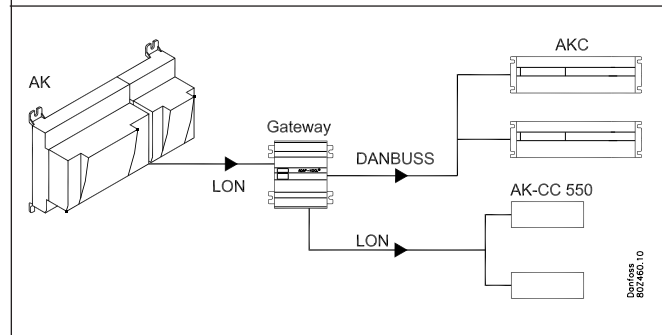 AKC
AK
Gateway
DANBUSS
LON
AK-CC 550
LON
Danfoss
80Z460.10